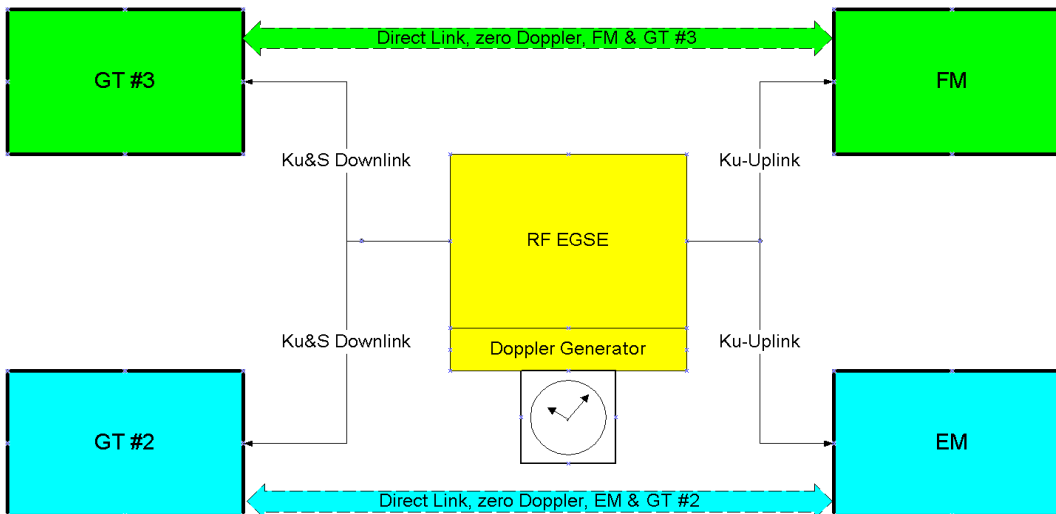 Direct Link, zero Doppler, FM & GT #3
GT #3
FM
Ku&S Downlink
Ku-Uplink
RF EGSE
Ku&S Downlink
Doppler Generator
Ku-Uplink
GT #2
EM
Direct Link, zero Doppler, EM & GT #2